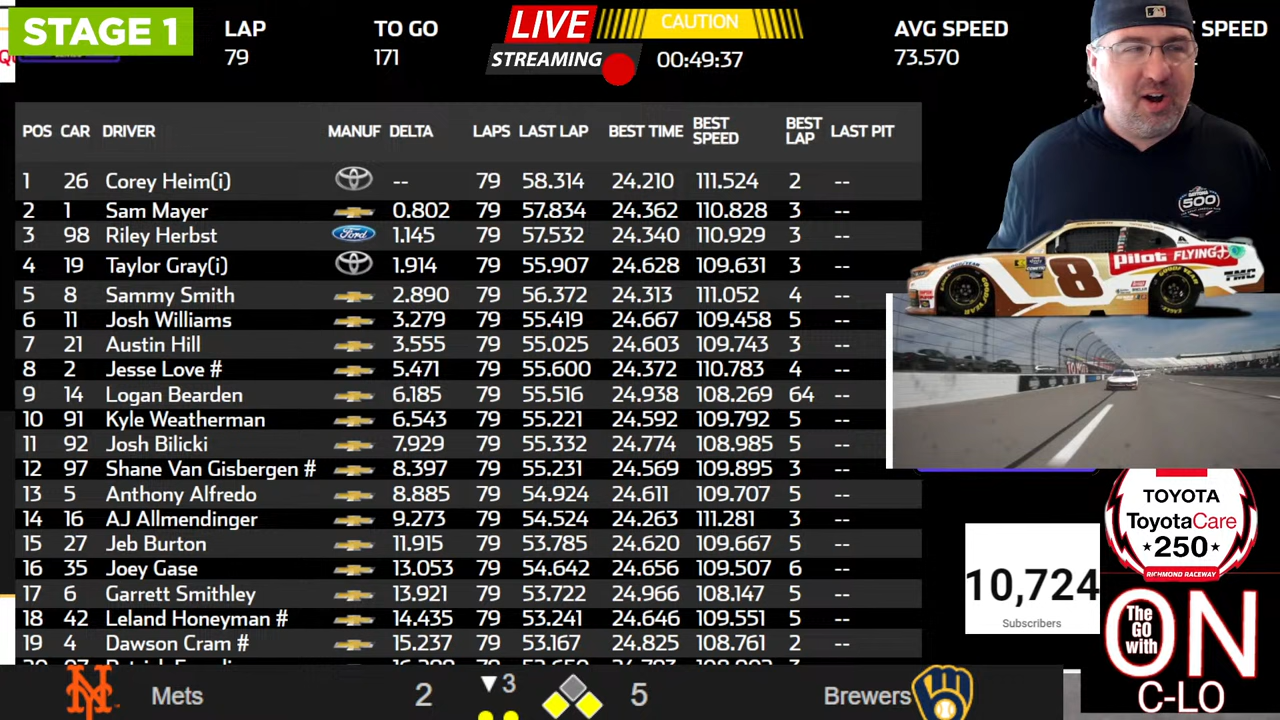 STAGE 1
LAP
79
TO GO
171
LIVE
STREAMING
CAUTION
00:49:37
AVG SPEED
73.570
SPEED
POS CAR DRIVER MANUF DELTA LAPS LAST LAP BEST TIME BEST SPEED BEST LAP LAST PIT
1 26 Corey Heim(i) -- 79 58.314 24.210 111.524 2 --
2 1 Sam Mayer 0.802 79 57.834 24.362 110.828 3 --
3 98 Riley Herbst Ford 1.145 79 57.532 24.340 110.929 3 --
4 19 Taylor Gray(i) 1.914 79 55.907 24.628 109.631 3 --
5 8 Sammy Smith 2.890 79 56.372 24.313 111.052 4 --
6 11 Josh Williams 3.279 79 55.419 24.667 109.458 5 --
7 21 Austin Hill 3.555 79 55.025 24.603 109.743 3 --
8 2 Jesse Love # 5.471 79 55.600 24.372 110.783 4 --
9 14 Logan Bearden 6.185 79 55.516 24.938 108.269 64 --
10 91 Kyle Weatherman 6.543 79 55.221 24.592 109.792 5 --
11 92 Josh Bilicki 7.929 79 55.332 24.774 108.985 5 --
12 97 Shane Van Gisbergen # 8.397 79 55.231 24.569 109.895 3 --
13 5 Anthony Alfredo 8.885 79 54.924 24.611 109.707 5 --
14 16 AJ Allmendinger 9.273 79 54.524 24.263 111.281 3 --
15 27 Jeb Burton 11.915 79 53.785 24.620 109.667 5 --
16 35 Joey Gase 13.053 79 54.642 24.656 109.507 6 --
17 6 Garrett Smithley 13.921 79 53.722 24.966 108.147 5 --
18 42 Leland Honeyman # 14.435 79 53.241 24.646 109.551 5 --
19 4 Dawson Cram # 15.237 79 53.167 24.825 108.761 2 --
500
8
Pilot FLYING J
TMC
GOOD YEAR
TOYOTA
ToyotaCare
250
RICHMOND RACEWAY
10,724
Subscribers
The GO with
ON
C-LO
NY
Mets 2 ▼3 5 Brewers